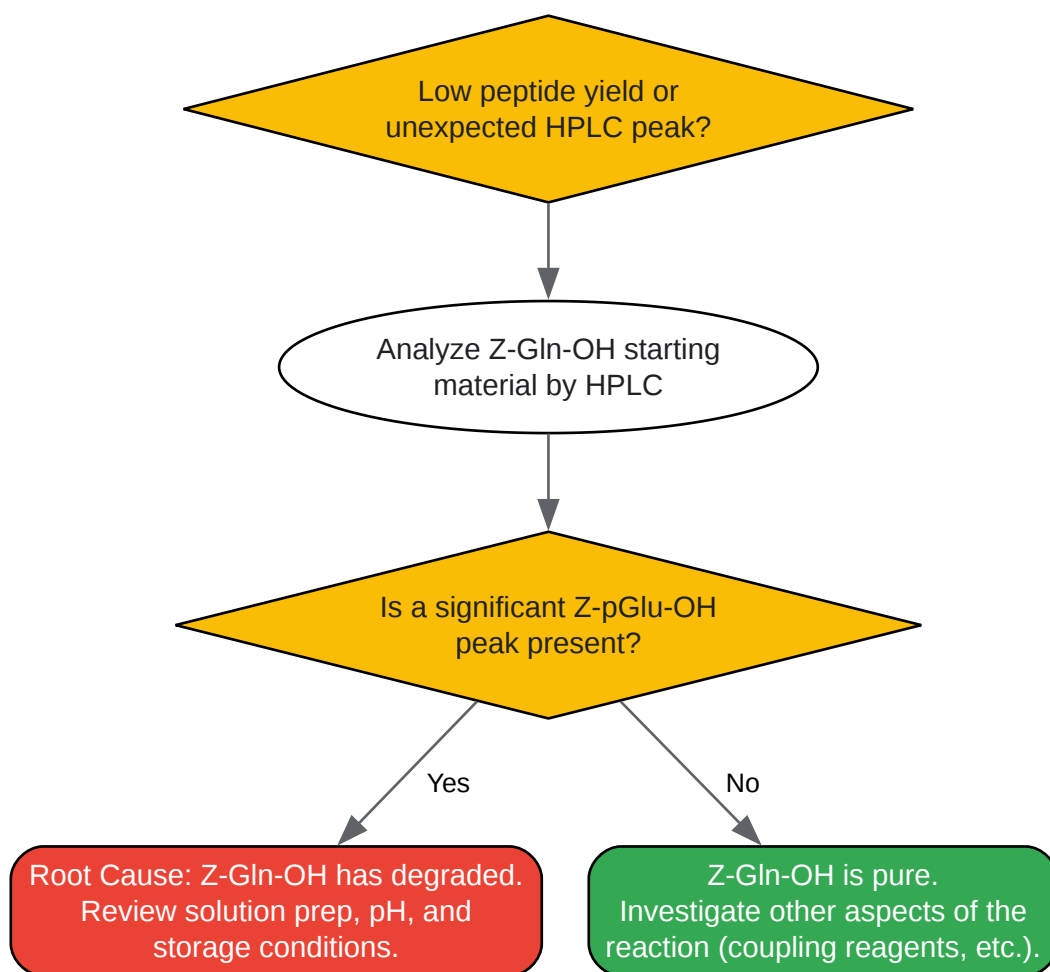 Low peptide yield or
unexpected HPLC peak?
Analyze Z-Gln-OH starting
material by HPLC
Is a significant Z-pGlu-OH
peak present?
Yes
No
Root Cause: Z-Gln-OH has degraded.
Review solution prep, pH, and
storage conditions.
Z-Gln-OH is pure.
Investigate other aspects of the
reaction (coupling reagents, etc.).